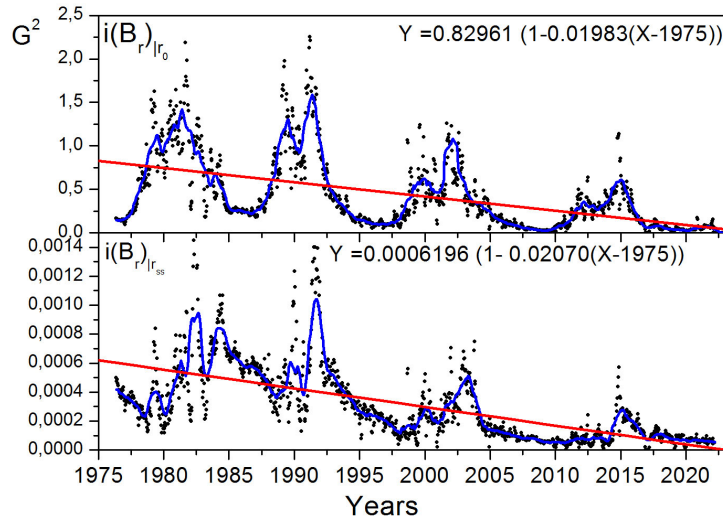 G²
2,5
2,0
1,5
1,0
0,5
0,0
i(B_r)_|r_0
Y =0.82961 (1-0.01983(X-1975))
0,0014
0,0012
0,0010
0,0008
0,0006
0,0004
0,0002
0,0000
i(B_r)_|r_ss
Y =0.0006196 (1- 0.02070(X-1975))
1975 1980 1985 1990 1995 2000 2005 2010 2015 2020
Years